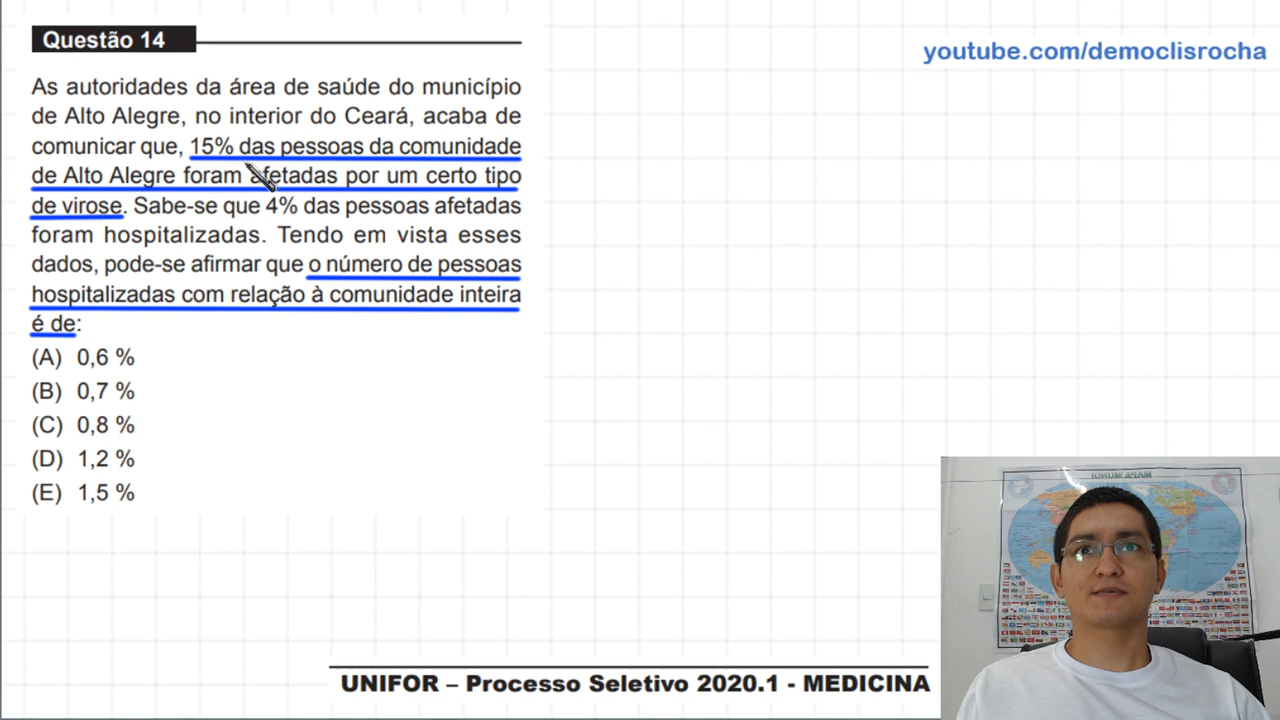 Questão 14
youtube.com/democlisrocha
As autoridades da área de saúde do município
de Alto Alegre, no interior do Ceará, acaba de
comunicar que, 15% das pessoas da comunidade
de Alto Alegre foram afetadas por um certo tipo
de virose. Sabe-se que 4% das pessoas afetadas
foram hospitalizadas. Tendo em vista esses
dados, pode-se afirmar que o número de pessoas
hospitalizadas com relação à comunidade inteira
é de:
(A) 0,6 %
(B) 0,7 %
(C) 0,8 %
(D) 1,2 %
(E) 1,5 %
MAPA MUNDI
UNIFOR – Processo Seletivo 2020.1 - MEDICINA